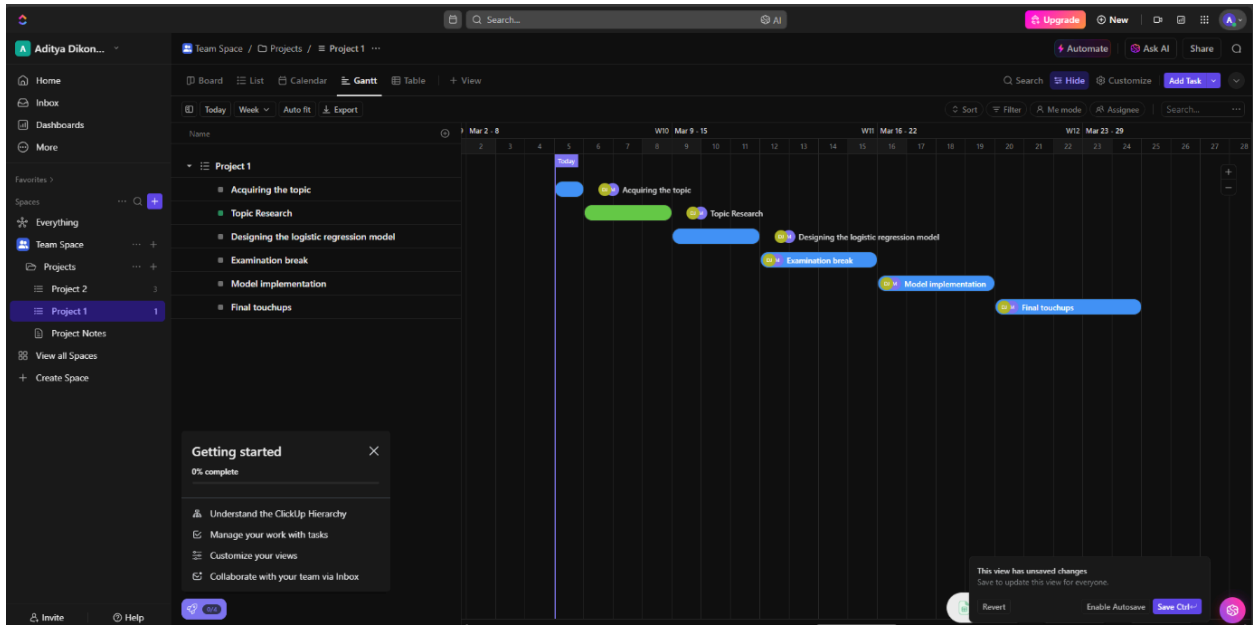 Search...
AI
Upgrade
New
A
A Aditya Dikon...
Team Space / Projects / Project 1 ...
Automate
Ask AI
Share
Home
Inbox
Dashboards
More
Favorites >
Spaces
Everything
Team Space
Projects
Project 2 3
Project 1 1
Project Notes
View all Spaces
Create Space
Invite
Help
Board
List
Calendar
Gantt
Table
+ View
Search
Hide
Customize
Add Task
Today
Week
Auto fit
Export
Sort
Filter
Me mode
Assignee
Search...
Name
Mar 2 - 8
W10 Mar 9 - 15
W11 Mar 16 - 22
W12 Mar 23 - 29
2 3 4 5 6 7 8 9 10 11 12 13 14 15 16 17 18 19 20 21 22 23 24 25 26 27 28
Today
Project 1
Acquiring the topic
Acquiring the topic
Topic Research
Topic Research
Designing the logistic regression model
Designing the logistic regression model
Examination break
Examination break
Model implementation
Model implementation
Final touchups
Final touchups
Getting started
0% complete
Understand the ClickUp Hierarchy
Manage your work with tasks
Customize your views
Collaborate with your team via Inbox
0/4
This view has unsaved changes
Save to update this view for everyone.
Revert
Enable Autosave
Save Ctrl